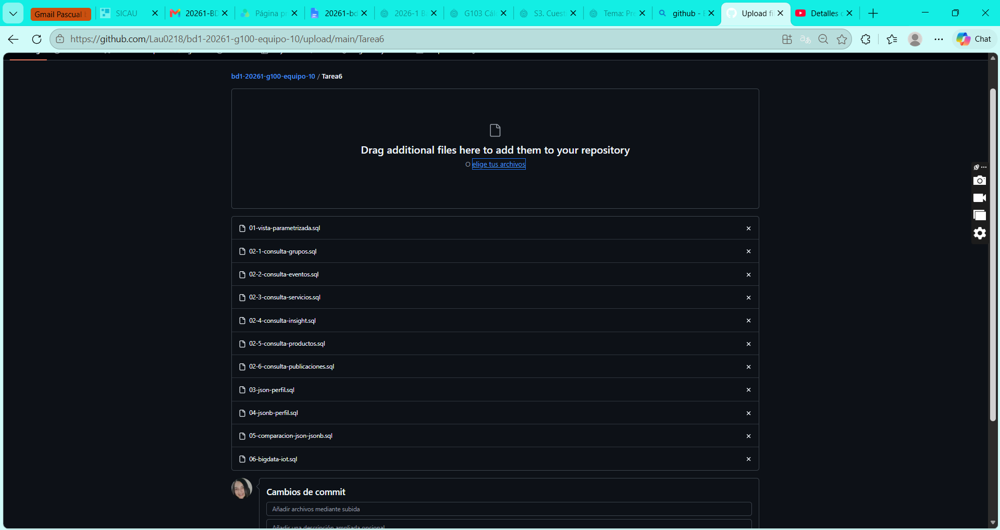 Gmail Pascual
SICAU
20261-BD
Página pr
20261-bd
2026-1 B
G103 Cál
S3. Cuest
Tema: Pre
github -
Upload fi
Detalles
https://github.com/Lau0218/bd1-20261-g100-equipo-10/upload/main/Tarea6
Chat
bd1-20261-g100-equipo-10 / Tarea6
Drag additional files here to add them to your repository
O elige tus archivos
01-vista-parametrizada.sql
02-1-consulta-grupos.sql
02-2-consulta-eventos.sql
02-3-consulta-servicios.sql
02-4-consulta-insight.sql
02-5-consulta-productos.sql
02-6-consulta-publicaciones.sql
03-json-perfil.sql
04-jsonb-perfil.sql
05-comparacion-json-jsonb.sql
06-bigdata-iot.sql
Cambios de commit
Añadir archivos mediante subida
Añadir una descripción ampliada opcional